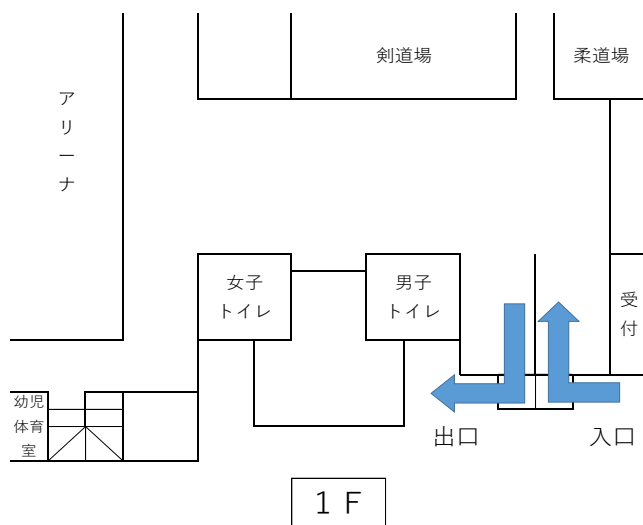 剣道場
柔道場
アリーナ
女子
トイレ
男子
トイレ
受付
幼児
体育
室
出口
入口
１Ｆ